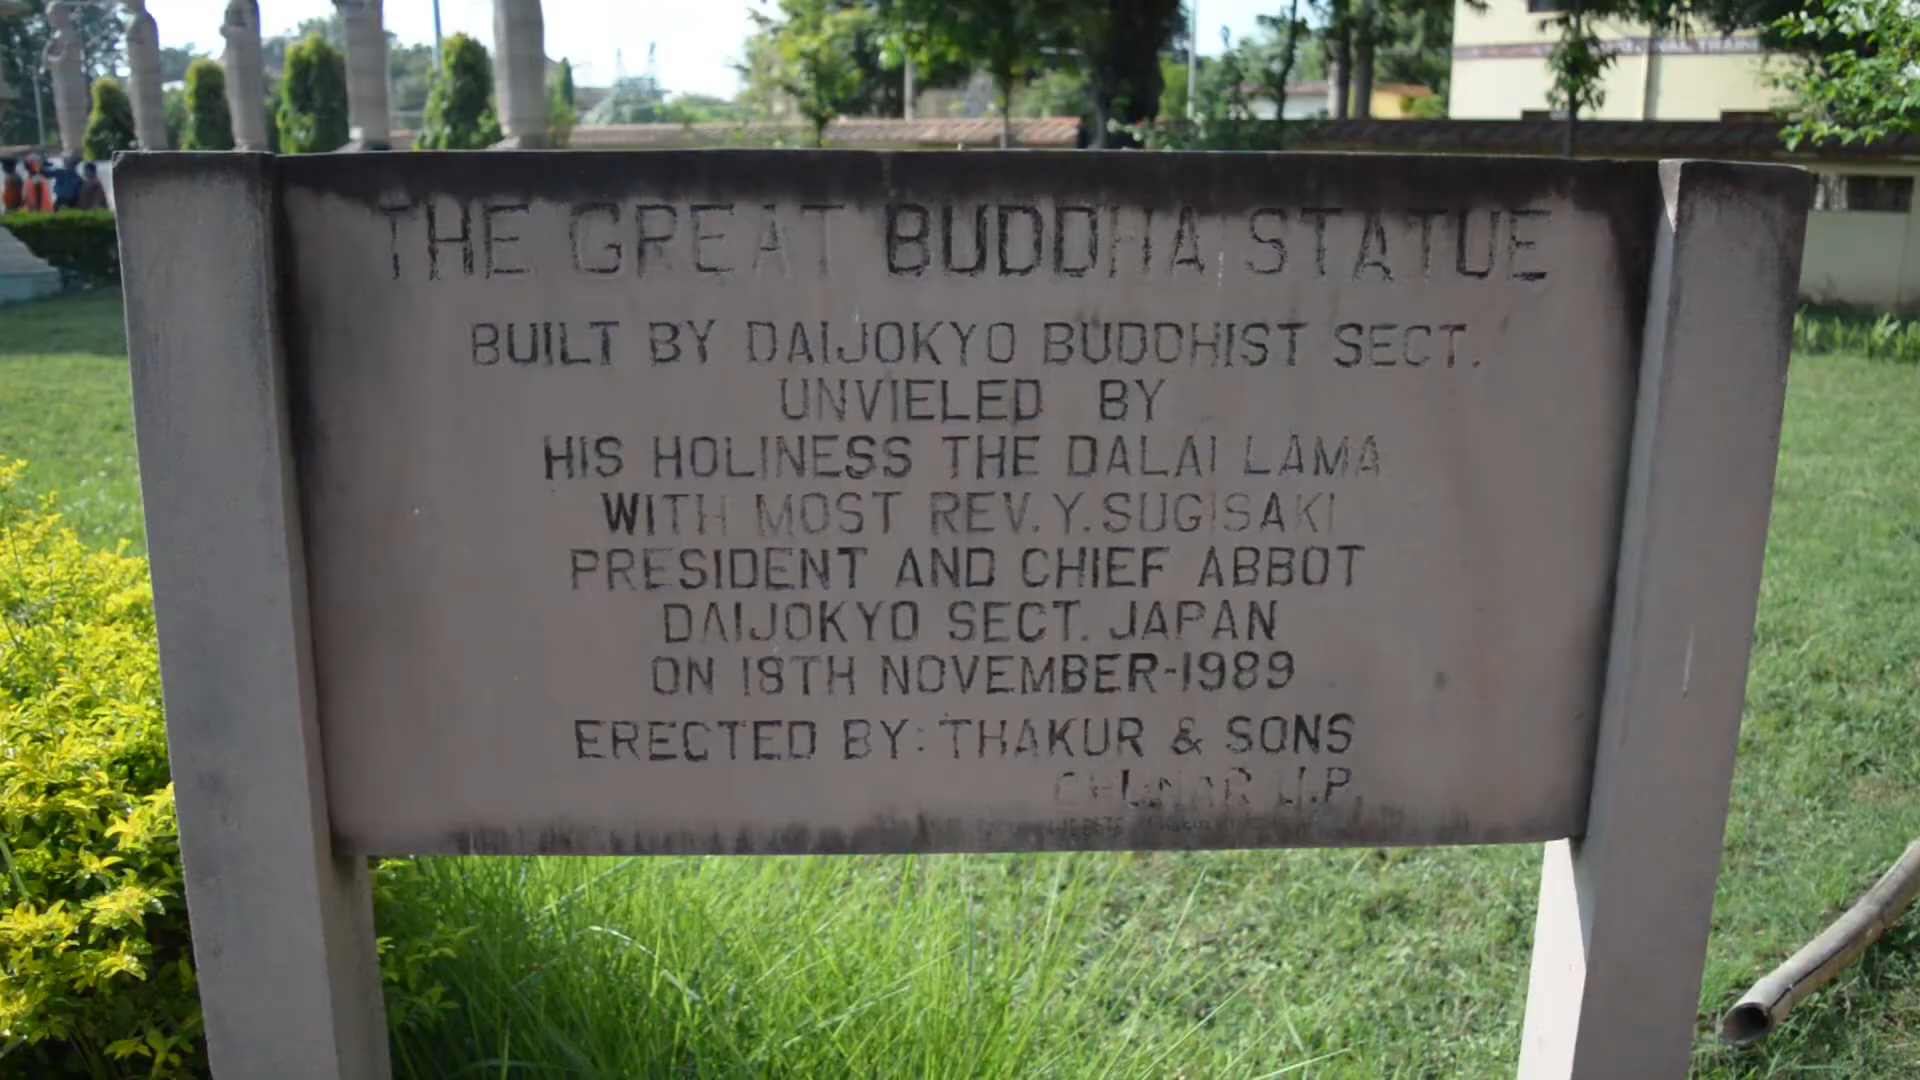 THE GREAT BUDDHA STATUE
BUILT BY DAIJOKYO BUDDHIST SECT.
UNVIELED BY
HIS HOLINESS THE DALAI LAMA
WITH MOST REV. Y. SUGISAKI
PRESIDENT AND CHIEF ABBOT
DAIJOKYO SECT. JAPAN
ON 18TH NOVEMBER-1989
ERECTED BY: THAKUR & SONS
CHUNAR U.P.